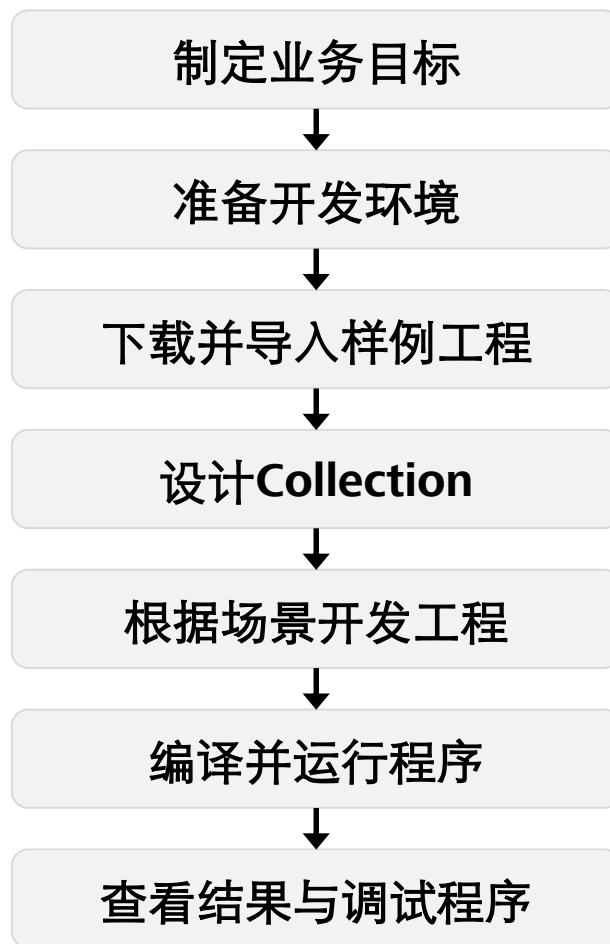 制定业务目标
准备开发环境
下载并导入样例工程
设计Collection
根据场景开发工程
编译并运行程序
查看结果与调试程序